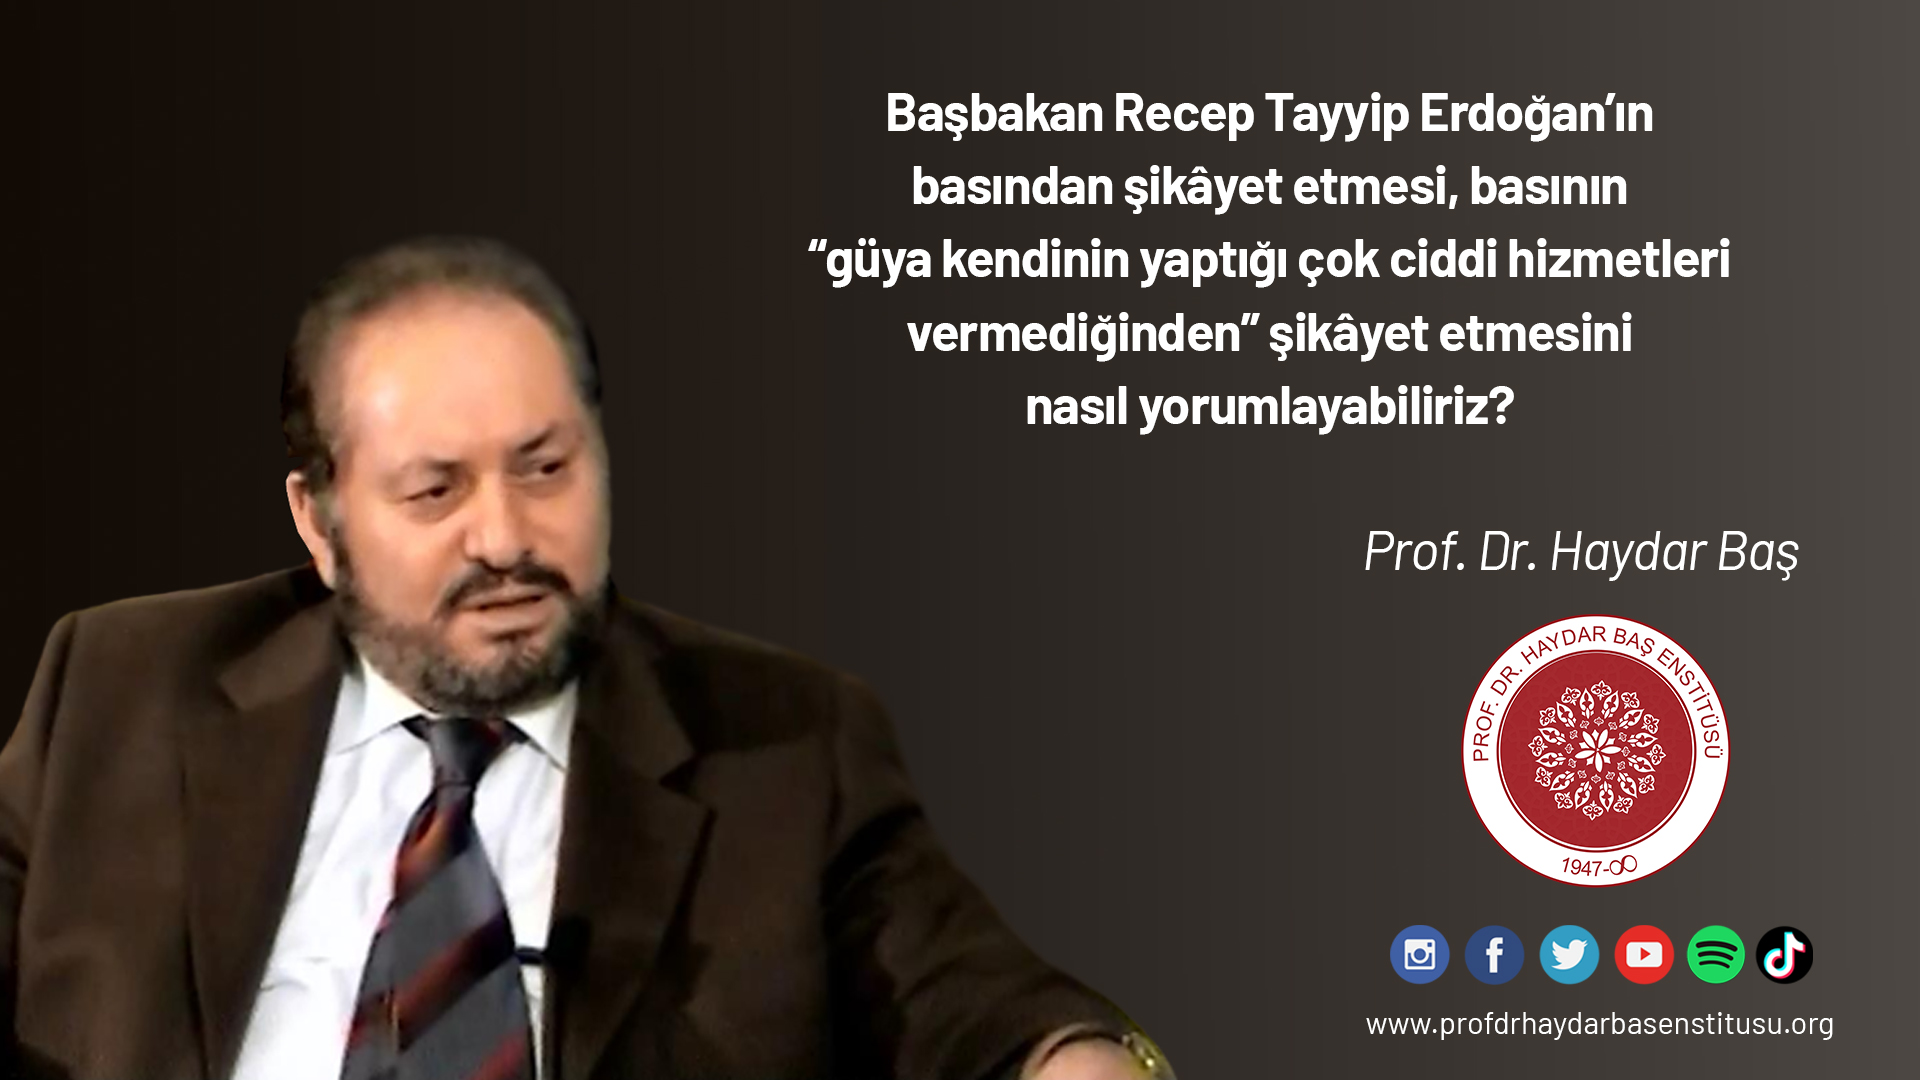 Başbakan Recep Tayyip Erdoğan’ın
basından şikâyet etmesi, basının
“güya kendinin yaptığı çok ciddi hizmetleri
vermediğinden” şikâyet etmesini
nasıl yorumlayabiliriz?
Prof. Dr. Haydar Baş
PROF. DR. HAYDAR BAŞ ENSTİTÜSÜ
1947-∞
www.profdrhaydarbasenstitusu.org